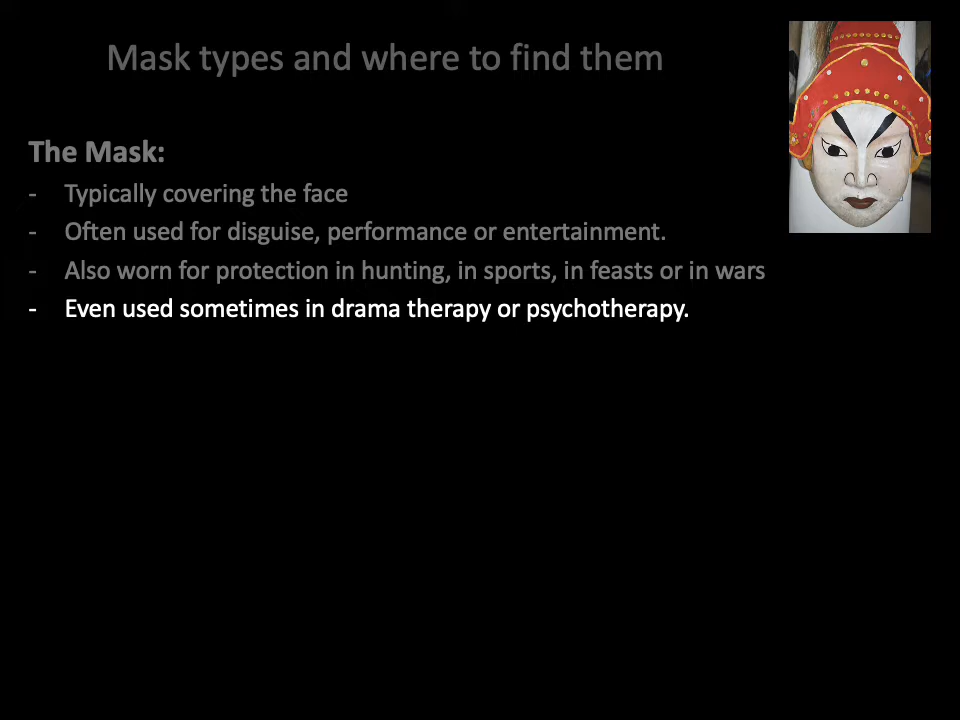 Mask types and where to find them
The Mask:
- Typically covering the face
- Often used for disguise, performance or entertainment.
- Also worn for protection in hunting, in sports, in feasts or in wars
- Even used sometimes in drama therapy or psychotherapy.